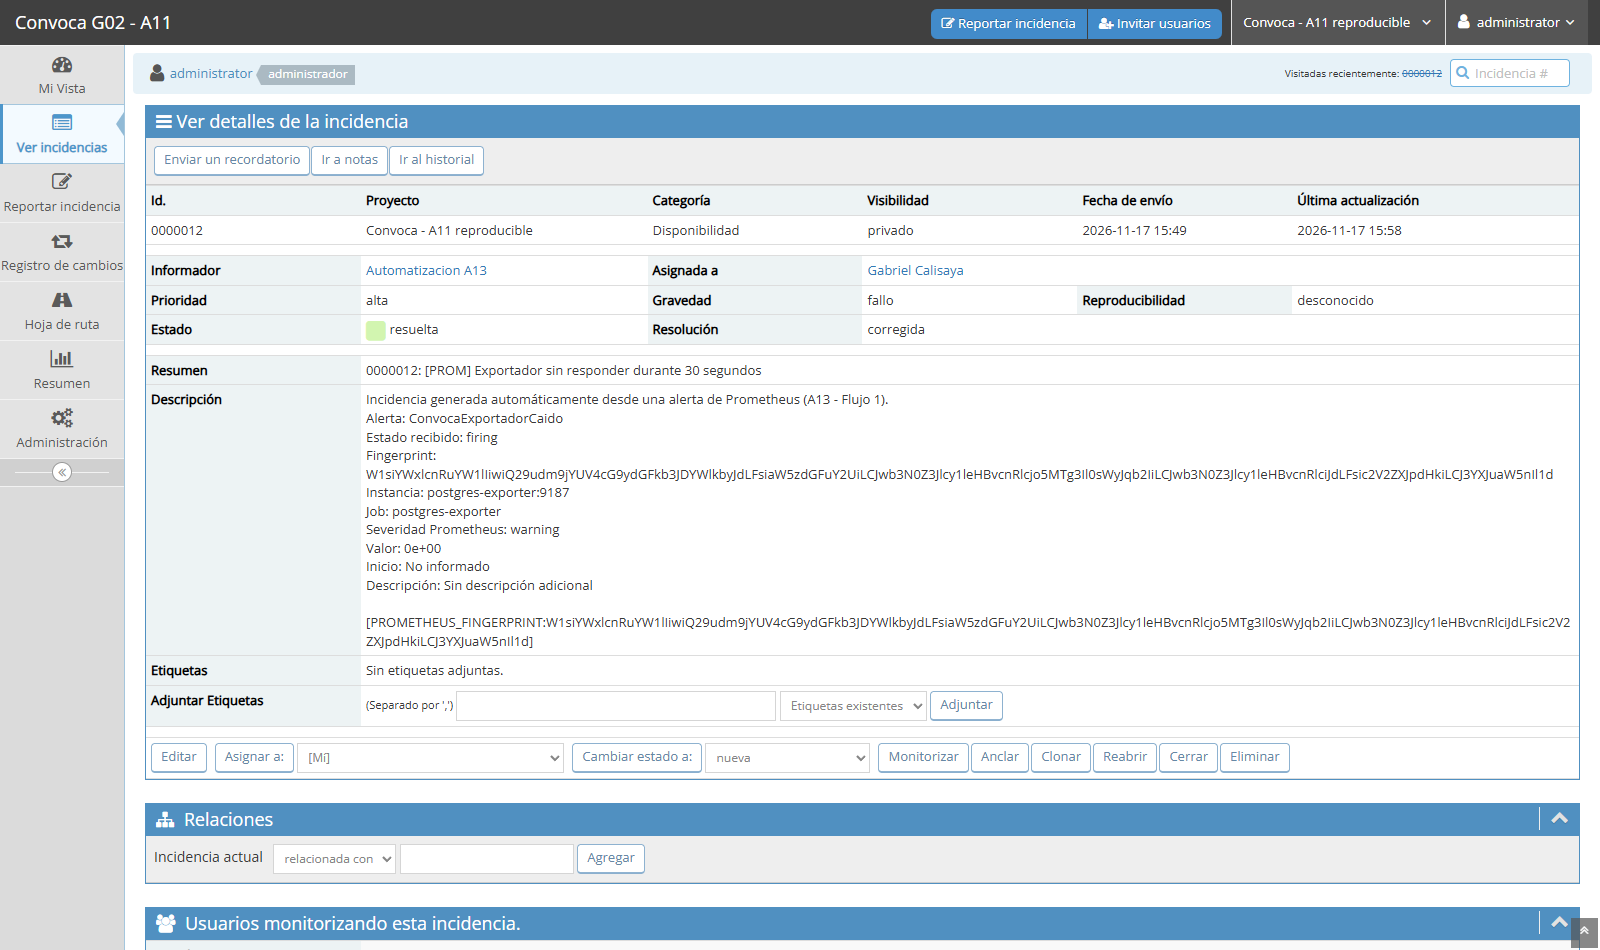 Convoca G02 - A11
Reportar incidencia
Invitar usuarios
Convoca - A11 reproducible
administrator
Mi Vista
Ver incidencias
Reportar incidencia
Registro de cambios
Hoja de ruta
Resumen
Administración
administrator administrador
Visitadas recientemente: 0000012
Incidencia #
Ver detalles de la incidencia
Enviar un recordatorio Ir a notas Ir al historial
Id. Proyecto Categoría Visibilidad Fecha de envío Última actualización
0000012 Convoca - A11 reproducible Disponibilidad privado 2026-11-17 15:49 2026-11-17 15:58
Informador Automatizacion A13 Asignada a Gabriel Calisaya
Prioridad alta Gravedad fallo Reproducibilidad desconocido
Estado resuelta Resolución corregida
Resumen 0000012: [PROM] Exportador sin responder durante 30 segundos
Descripción Incidencia generada automáticamente desde una alerta de Prometheus (A13 - Flujo 1).
Alerta: ConvocaExportadorCaido
Estado recibido: firing
Fingerprint:
Instancia: postgres-exporter:9187
Job: postgres-exporter
Severidad Prometheus: warning
Valor: 0e+00
Inicio: No informado
Descripción: Sin descripción adicional
Etiquetas Sin etiquetas adjuntas.
Adjuntar Etiquetas (Separado por ',') Etiquetas existentes Adjuntar
Editar Asignar a: [Mí] Cambiar estado a: nueva Monitorizar Anclar Clonar Reabrir Cerrar Eliminar
Relaciones
Incidencia actual relacionada con Agregar
Usuarios monitorizando esta incidencia.